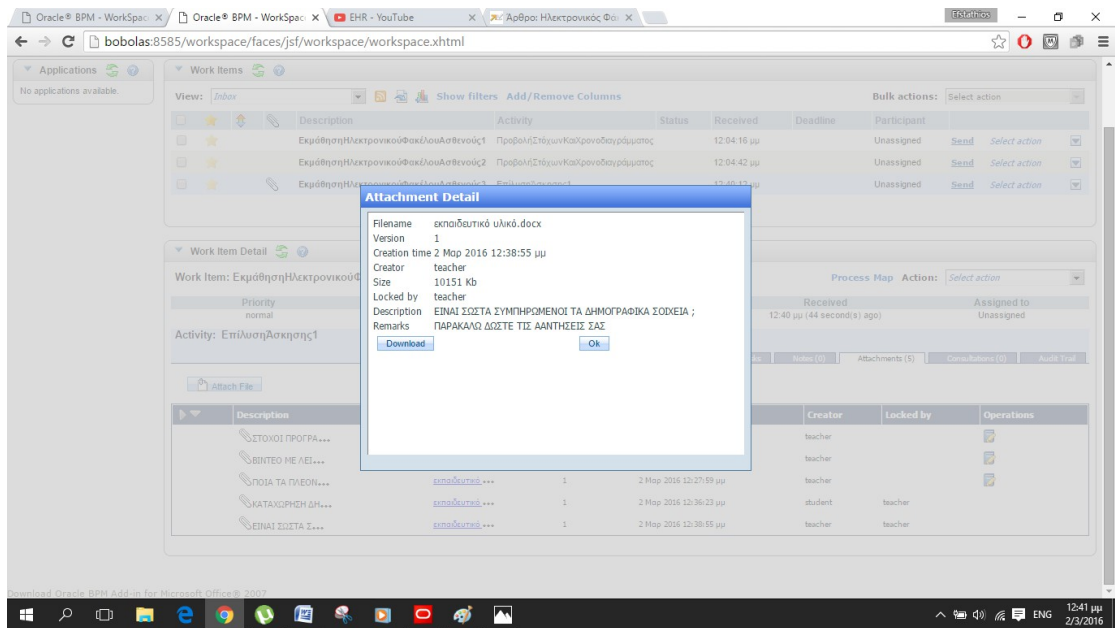 Oracle® BPM - WorkSpac
Oracle® BPM - WorkSpac
EHR - YouTube
Άρθρο: Ηλεκτρονικός Φα
Efstathios
bobolas:8585/workspace/faces/jsf/workspace/workspace.xhtml
Applications
Work Items
No applications available.
View: Inbox Show filters Add/Remove Columns Bulk actions: Select action
Description Activity Status Received Deadline Participant
ΕκμάθησηΗλεκτρονικούΦακέλουΑσθενούς1 ΠροβολήΣτόχωνΚαιΧρονοδιαγράμματος 12:04:16 μμ Unassigned Send Select action
ΕκμάθησηΗλεκτρονικούΦακέλουΑσθενούς2 ΠροβολήΣτόχωνΚαιΧρονοδιαγράμματος 12:04:42 μμ Unassigned Send Select action
12:40:12 μμ Unassigned Send Select action
Attachment Detail
Filename εκπαιδευτικό υλικό.docx
Version 1
Creation time 2 Μαρ 2016 12:38:55 μμ
Creator teacher
Size 10151 Kb
Locked by teacher
Description ΕΙΝΑΙ ΣΩΣΤΑ ΣΥΜΠΗΡΩΜΕΝΟΙ ΤΑ ΔΗΜΟΓΡΑΦΙΚΑ ΣΟΙΧΕΙΑ ;
Remarks ΠΑΡΑΚΑΛΩ ΔΩΣΤΕ ΤΙΣ ΑΑΝΤΗΣΕΙΣ ΣΑΣ
Download Ok
Work Item Detail
Work Item: ΕκμάθησηΗλεκτρονικούΦ Process Map Action: Select action
Priority Received Assigned to
normal 12:40 μμ (44 second(s) ago) Unassigned
Activity: ΕπίλυσηΆσκησης1
Notes (0) Attachments (5) Consultations (0) Audit Trail
Attach File
Description Creator Locked by Operations
ΣΤΟΧΟΙ ΠΡΟΓΡΑ... teacher
ΒΙΝΤΕΟ ΜΕ ΛΕΙ... teacher
ΠΟΙΑ ΤΑ ΠΛΕΟΝ... εκπαιδευτικό ... 1 2 Μαρ 2016 12:27:59 μμ teacher
ΚΑΤΑΧΩΡΗΣΗ ΔΗ... εκπαιδευτικό ... 1 2 Μαρ 2016 12:36:23 μμ student teacher
ΕΙΝΑΙ ΣΩΣΤΑ Σ... εκπαιδευτικό ... 1 2 Μαρ 2016 12:38:55 μμ teacher teacher
Download Oracle BPM Add-in for Microsoft Office® 2007
ENG
12:41 μμ
2/3/2016